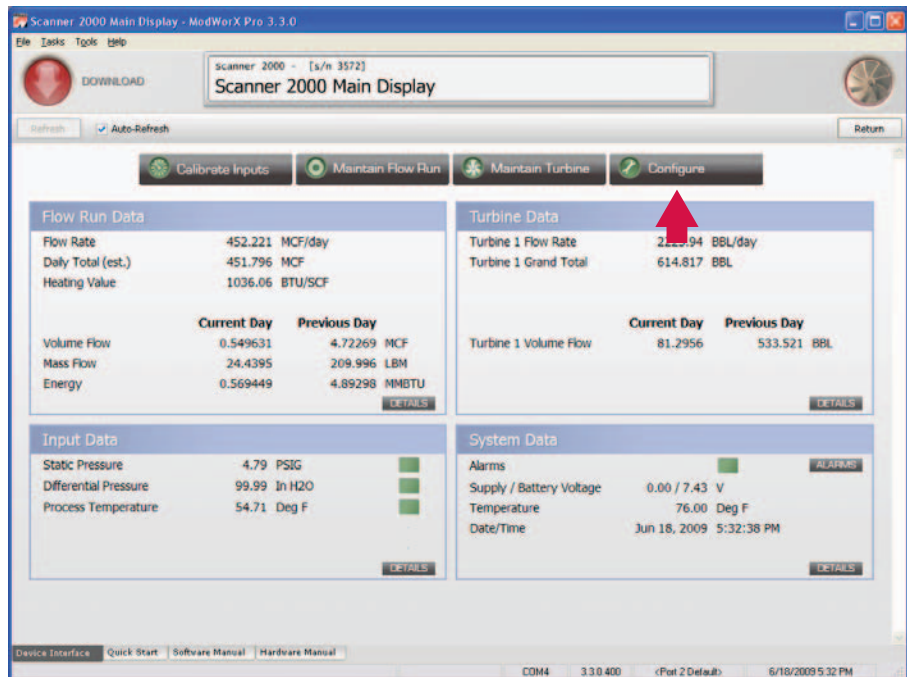 Scanner 2000 Main Display - ModWorX Pro 3.3.0
File Tasks Tools Help
DOWNLOAD
scanner 2000 - [s/n 3572]
Scanner 2000 Main Display
Refresh Auto-Refresh Return
Calibrate Inputs Maintain Flow Run Maintain Turbine Configure
Flow Run Data
Flow Rate 452.221 MCF/day
Daily Total (est.) 451.796 MCF
Heating Value 1036.06 BTU/SCF
Current Day Previous Day
Volume Flow 0.549631 4.72269 MCF
Mass Flow 24.4395 209.996 LBM
Energy 0.569449 4.89298 MMBTU
DETAILS
Turbine Data
Turbine 1 Flow Rate BBL/day
Turbine 1 Grand Total 614.817 BBL
Current Day Previous Day
Turbine 1 Volume Flow 81.2956 533.521 BBL
DETAILS
Input Data
Static Pressure 4.79 PSIG
Differential Pressure 99.99 In H2O
Process Temperature 54.71 Deg F
DETAILS
System Data
Alarms ALARMS
Supply / Battery Voltage 0.00 / 7.43 V
Temperature 76.00 Deg F
Date/Time Jun 18, 2009 5:32:38 PM
DETAILS
Device Interface Quick Start Software Manual Hardware Manual
COM4 3.3.0.400 <Port 2 Default> 6/18/2009 5:32 PM